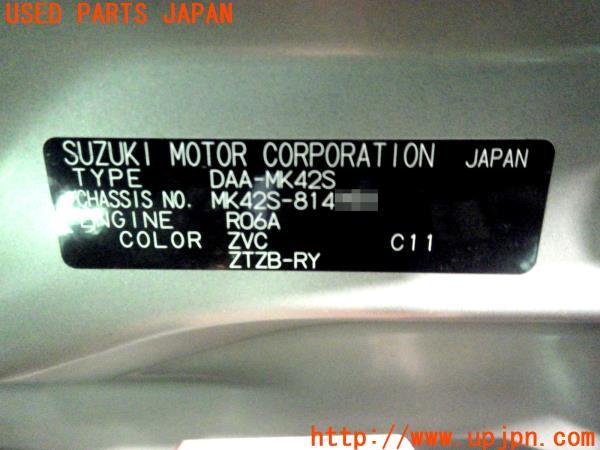 USED PARTS JAPAN
SUZUKI MOTOR CORPORATION JAPAN
TYPE DAA-MK42S
CHASSIS NO. MK42S-814
ENGINE R06A
COLOR ZVC C11
ZTZB-RY
http://www.upjpn.com